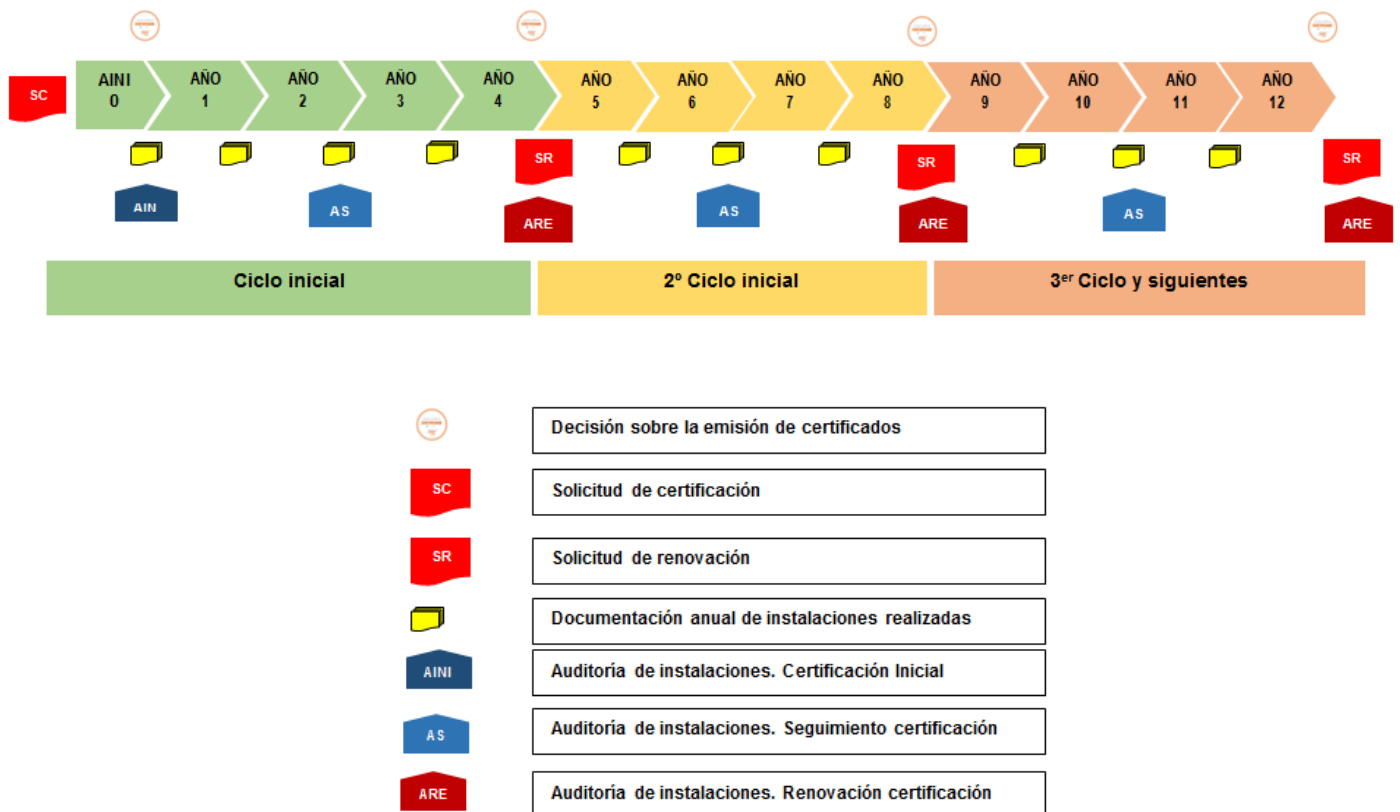 SC
AINI
0
AÑO
1
AÑO
2
AÑO
3
AÑO
4
AÑO
5
AÑO
6
AÑO
7
AÑO
8
AÑO
9
AÑO
10
AÑO
11
AÑO
12
SR
SR
SR
AIN
AS
ARE
AS
ARE
AS
ARE
Ciclo inicial
2º Ciclo inicial
3er Ciclo y siguientes
Decisión sobre la emisión de certificados
SC
Solicitud de certificación
SR
Solicitud de renovación
Documentación anual de instalaciones realizadas
AINI
Auditoría de instalaciones. Certificación Inicial
AS
Auditoría de instalaciones. Seguimiento certificación
ARE
Auditoría de instalaciones. Renovación certificación